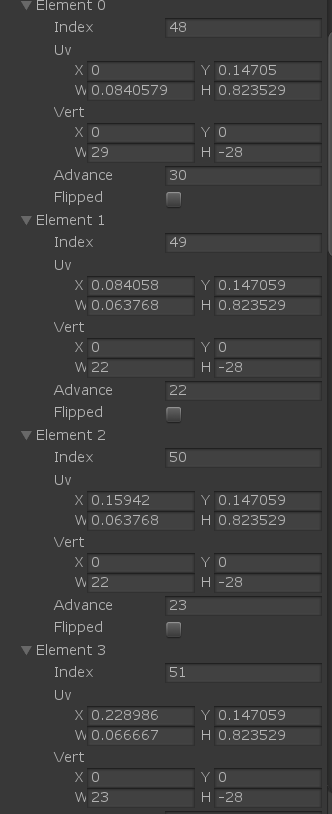 Element 0
Index 48
Uv
X 0 Y 0.14705
W 0.0840579 H 0.823529
Vert
X 0 Y 0
W 29 H -28
Advance 30
Flipped
Element 1
Index 49
Uv
X 0.084058 Y 0.147059
W 0.063768 H 0.823529
Vert
X 0 Y 0
W 22 H -28
Advance 22
Flipped
Element 2
Index 50
Uv
X 0.15942 Y 0.147059
W 0.063768 H 0.823529
Vert
X 0 Y 0
W 22 H -28
Advance 23
Flipped
Element 3
Index 51
Uv
X 0.228986 Y 0.147059
W 0.066667 H 0.823529
Vert
X 0 Y 0
W 23 H -28